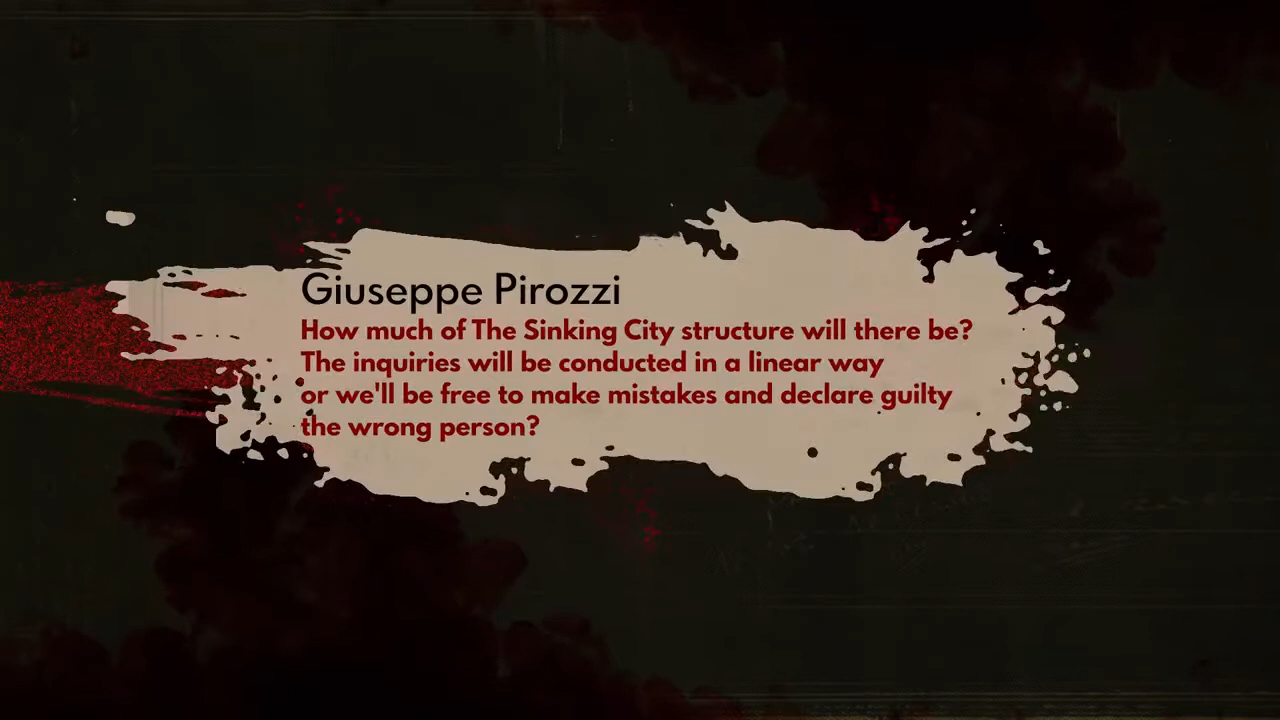 Giuseppe Pirozzi
How much of The Sinking City structure will there be?
The inquiries will be conducted in a linear way
or we'll be free to make mistakes and declare guilty
the wrong person?